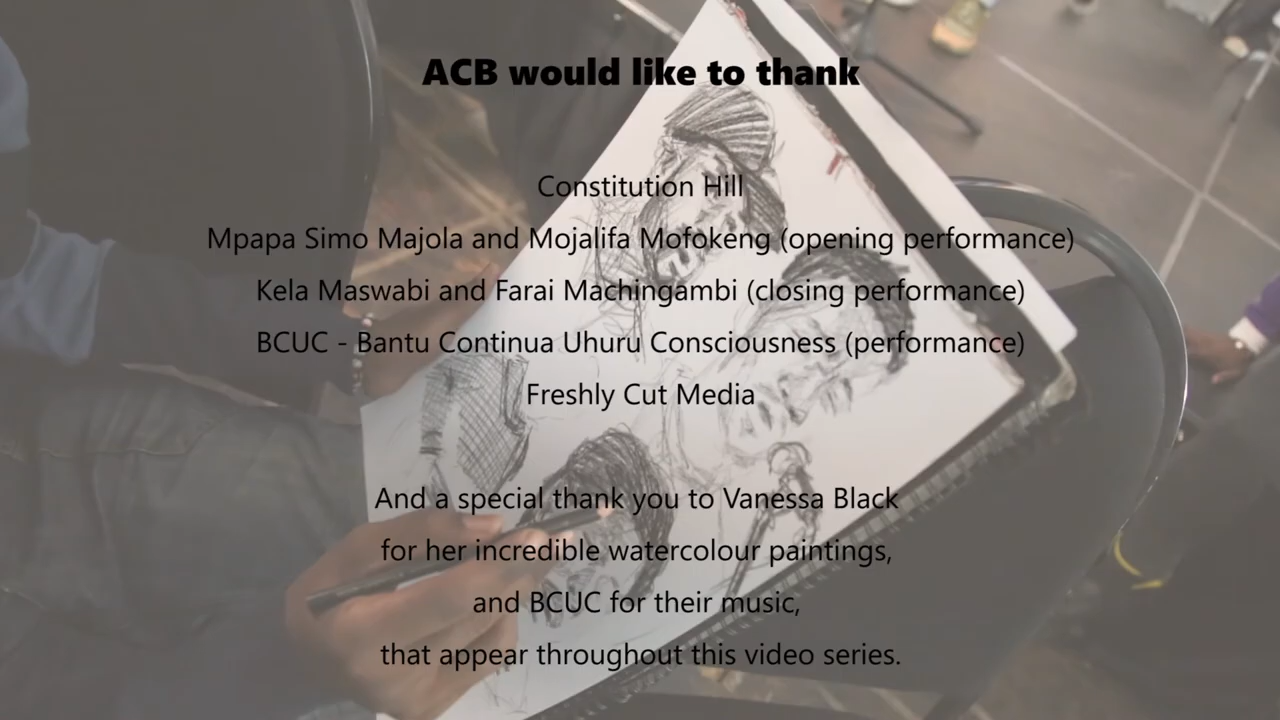 ACB would like to thank
Constitution Hill
Mpapa Simo Majola and Mojalifa Mofokeng (opening performance)
Kela Maswabi and Farai Machingambi (closing performance)
BCUC - Bantu Continua Uhuru Consciousness (performance)
Freshly Cut Media
And a special thank you to Vanessa Black
for her incredible watercolour paintings,
and BCUC for their music,
that appear throughout this video series.